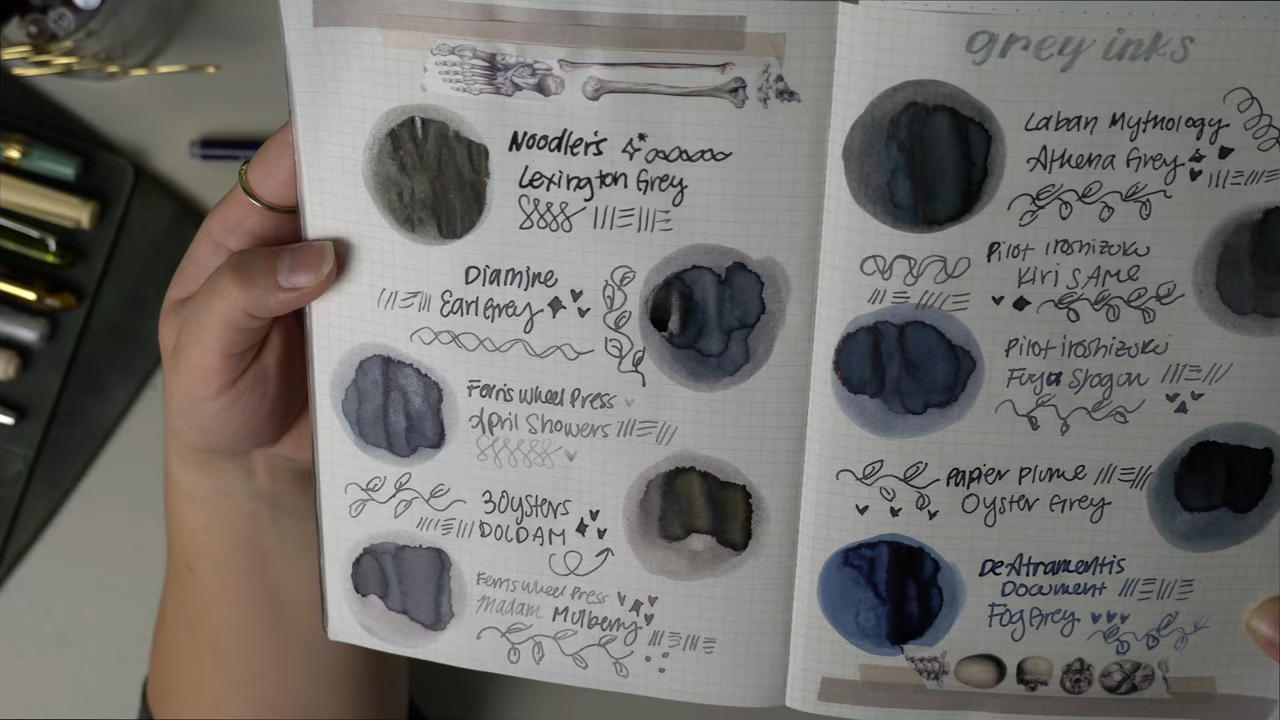 Noodler's
Lexington Grey
Diamine
Earl Grey
Ferris Wheel Press
April Showers
3 Oysters
DOLDAM
Ferris Wheel Press
Madam Mulberry
grey inks
Laban Mythology
Athena Grey
Pilot iroshizuku
Kiri SAME
Pilot iroshizuku
Fuyu Shogun
Papier Plume
Oyster Grey
De Atramentis
Document
Fog Grey